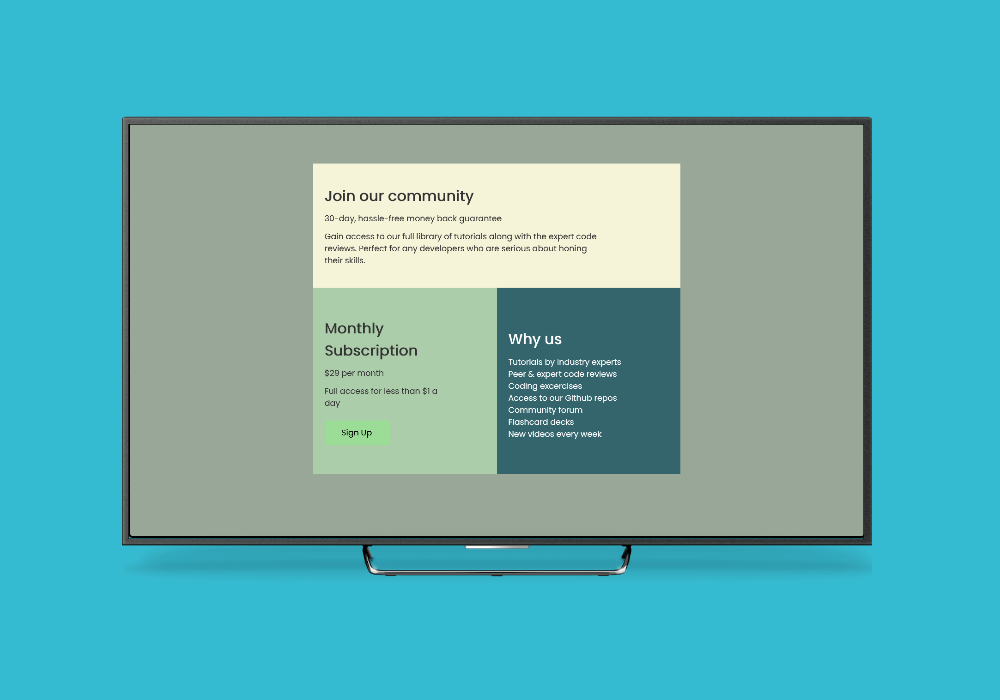 Join our community
30-day, hassle-free money back guarantee
Gain access to our full library of tutorials along with the expert code
reviews. Perfect for any developers who are serious about honing
their skills.
Monthly
Subscription
$29 per month
Full access for less than $1 a
day
Sign Up
Why us
Tutorials by industry experts
Peer & expert code reviews
Coding excercises
Access to our Github repos
Community forum
Flashcard decks
New videos every week